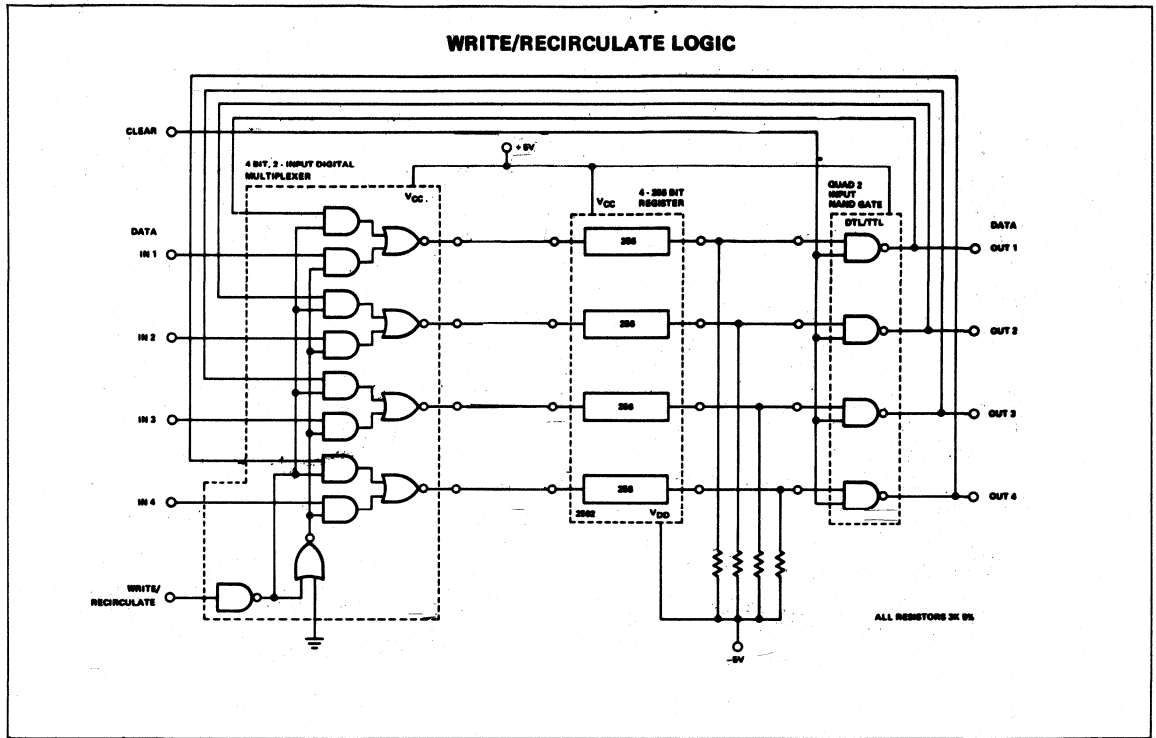 WRITE/RECIRCULATE LOGIC
CLEAR
+5V
4 BIT, 2 - INPUT DIGITAL
MULTIPLEXER
VCC
VCC
4 - 256 BIT
REGISTER
QUAD 2
INPUT
NAND GATE
DTL/TTL
DATA
DATA
IN 1
256
OUT 1
IN 2
256
OUT 2
IN 3
256
OUT 3
IN 4
256
OUT 4
2502
VDD
WRITE/
RECIRCULATE
ALL RESISTORS 3K 5%
-5V